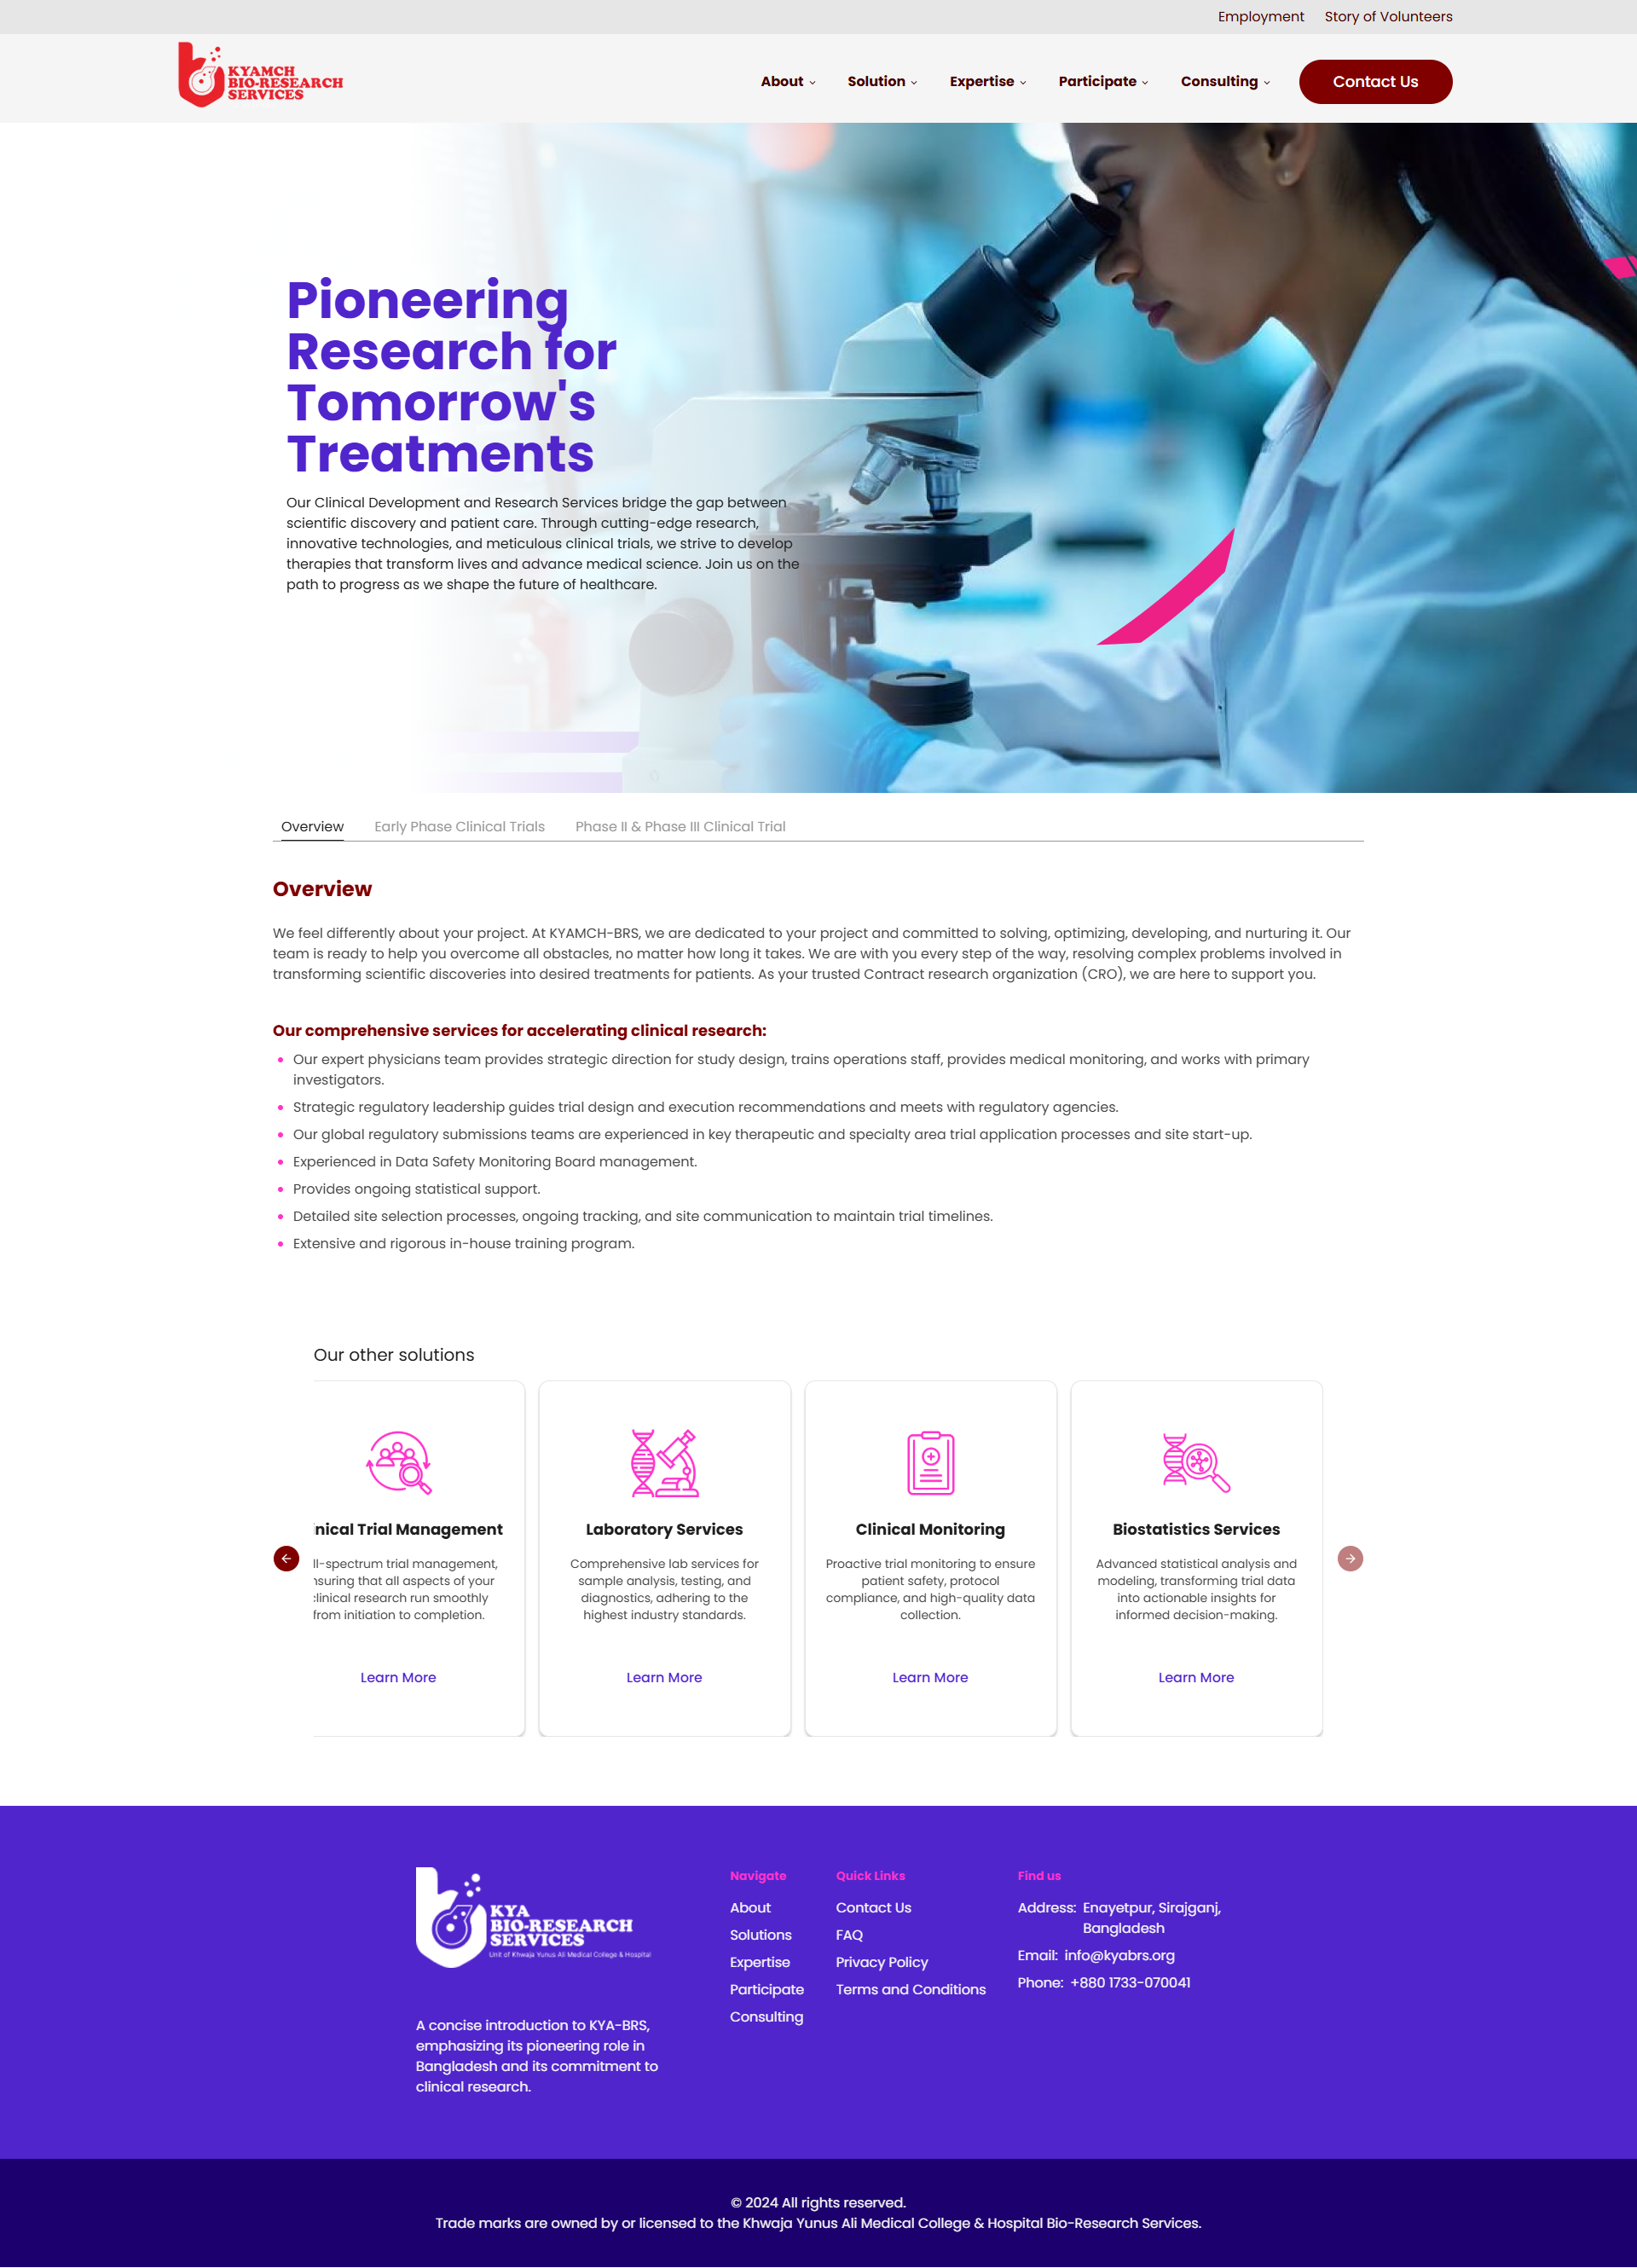 Employment Story of Volunteers
KYAMCH
BIO-RESEARCH
SERVICES
About Solution Expertise Participate Consulting Contact Us
Pioneering
Research for
Tomorrow's
Treatments
Our Clinical Development and Research Services bridge the gap between
scientific discovery and patient care. Through cutting-edge research,
innovative technologies, and meticulous clinical trials, we strive to develop
therapies that transform lives and advance medical science. Join us on the
path to progress as we shape the future of healthcare.
Overview Early Phase Clinical Trials Phase II & Phase III Clinical Trial
Overview
We feel differently about your project. At KYAMCH-BRS, we are dedicated to your project and committed to solving, optimizing, developing, and nurturing it. Our
team is ready to help you overcome all obstacles, no matter how long it takes. We are with you every step of the way, resolving complex problems involved in
transforming scientific discoveries into desired treatments for patients. As your trusted Contract research organization (CRO), we are here to support you.
Our comprehensive services for accelerating clinical research:
• Our expert physicians team provides strategic direction for study design, trains operations staff, provides medical monitoring, and works with primary
investigators.
• Strategic regulatory leadership guides trial design and execution recommendations and meets with regulatory agencies.
• Our global regulatory submissions teams are experienced in key therapeutic and specialty area trial application processes and site start-up.
• Experienced in Data Safety Monitoring Board management.
• Provides ongoing statistical support.
• Detailed site selection processes, ongoing tracking, and site communication to maintain trial timelines.
• Extensive and rigorous in-house training program.
Our other solutions
nical Trial Management
ll-spectrum trial management,
nsuring that all aspects of your
clinical research run smoothly
from initiation to completion.
Learn More
Laboratory Services
Comprehensive lab services for
sample analysis, testing, and
diagnostics, adhering to the
highest industry standards.
Learn More
Clinical Monitoring
Proactive trial monitoring to ensure
patient safety, protocol
compliance, and high-quality data
collection.
Learn More
Biostatistics Services
Advanced statistical analysis and
modeling, transforming trial data
into actionable insights for
informed decision-making.
Learn More
KYA
BIO-RESEARCH
SERVICES
Unit of Khwaja Yunus Ali Medical College & Hospital
A concise introduction to KYA-BRS,
emphasizing its pioneering role in
Bangladesh and its commitment to
clinical research.
Navigate
About
Solutions
Expertise
Participate
Consulting
Quick Links
Contact Us
FAQ
Privacy Policy
Terms and Conditions
Find us
Address: Enayetpur, Sirajganj,
Bangladesh
Email: info@kyabrs.org
Phone: +880 1733-070041
© 2024 All rights reserved.
Trade marks are owned by or licensed to the Khwaja Yunus Ali Medical College & Hospital Bio-Research Services.